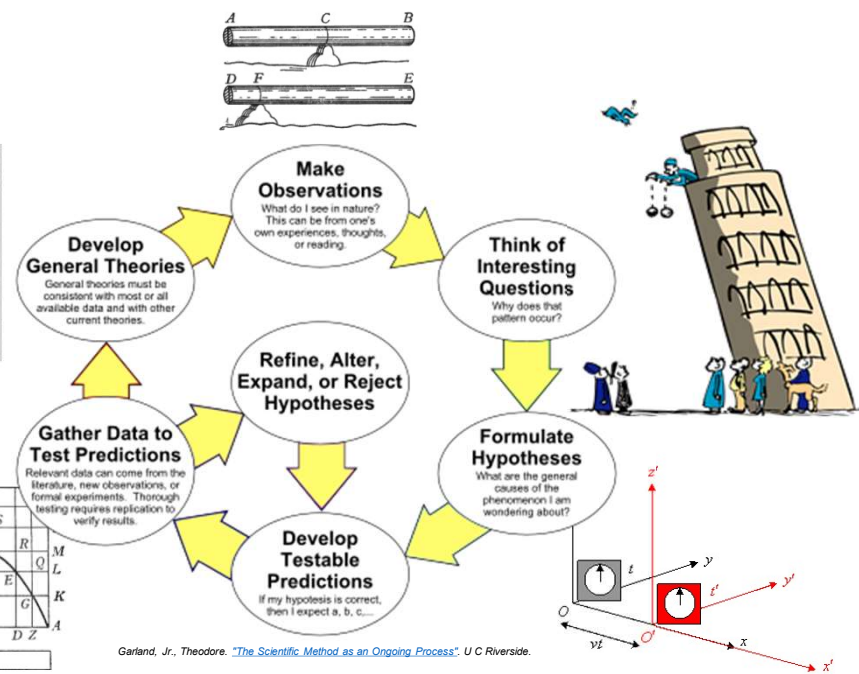 A C B
D F E
Make
Observations
What do I see in nature?
This can be from one's
own experiences, thoughts,
or reading.
Think of
Interesting
Questions
Why does that
pattern occur?
Formulate
Hypotheses
What are the general
causes of the
phenomenon I am
wondering about?
Develop
Testable
Predictions
If my hypotesis is correct,
then I expect a, b, c,...
Gather Data to
Test Predictions
Relevant data can come from the
literature, new observations, or
formal experiments. Thorough
testing requires replication to
verify results.
Refine, Alter,
Expand, or Reject
Hypotheses
Develop
General Theories
General theories must be
consistent with most or all
available data and with other
current theories.
S
R M
Q L
E
G K
D Z A
z'
t y
t' y'
O
O' x
vt
x'
Garland, Jr., Theodore. "The Scientific Method as an Ongoing Process". U C Riverside.